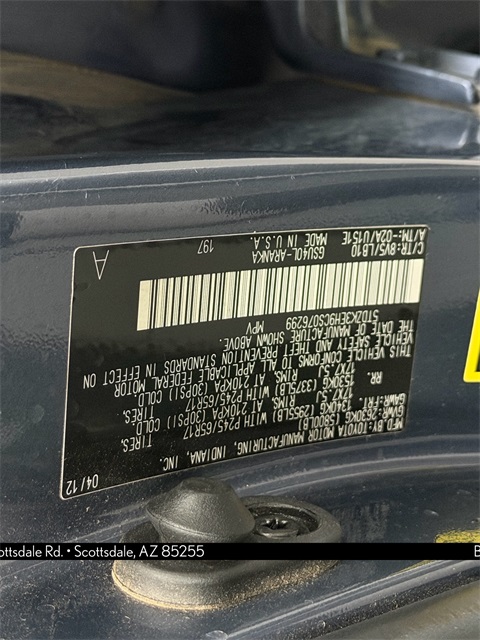 MFD.BY: TOYOTA MOTOR MANUFACTURING, INDIANA, INC. 04/12
GVWR: 2630KG (5800LB)
GAWR: FRT. 1340KG (2955LB) WITH P245/65R17 TIRES,
17X7.5J RIMS, AT 210KPA (30PSI) COLD
RR. 1530KG (3375LB) WITH P245/65R17 TIRES,
17X7.5J RIMS, AT 210KPA (30PSI) COLD
THIS VEHICLE CONFORMS TO ALL APPLICABLE FEDERAL MOTOR
VEHICLE SAFETY AND THEFT PREVENTION STANDARDS IN EFFECT ON
THE DATE OF MANUFACTURE SHOWN ABOVE.
5TDZK3EH9CS076299 MPV
C/TR: 8V5/LB10 GSU40L-ARANKA 197 A
A/TM: -02A/U151E MADE IN U.S.A.
ottsdale Rd. • Scottsdale, AZ 85255